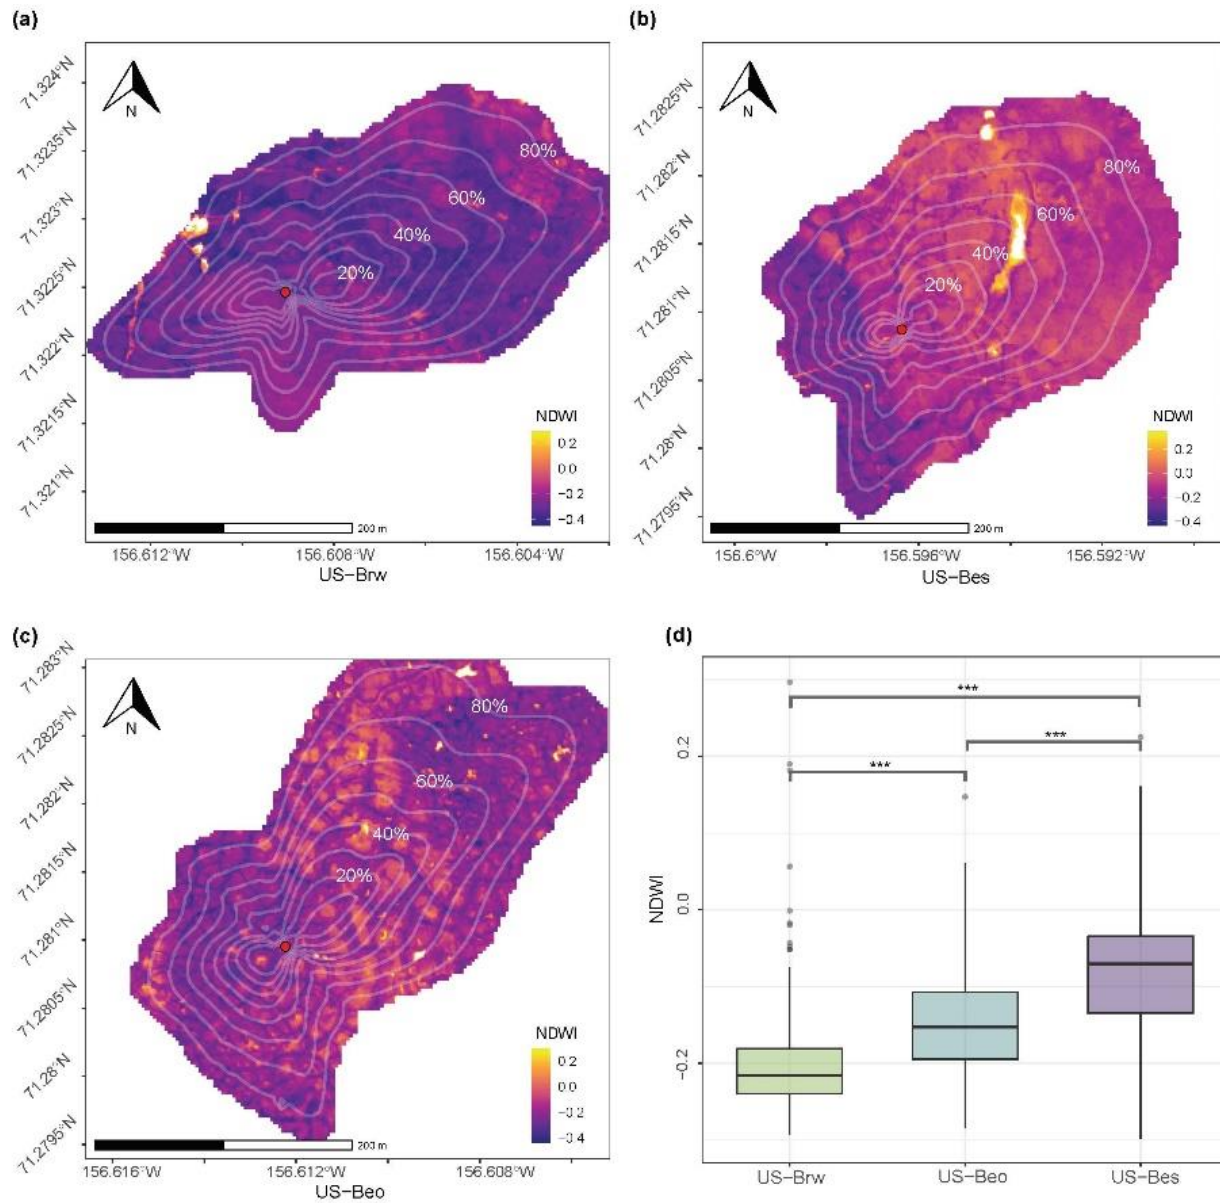 (a)
71.324°N
71.3235°N
71.323°N
71.3225°N
71.322°N
71.3215°N
71.321°N
N
80%
60%
40%
20%
NDWI
0.2
0.0
−0.2
−0.4
200 m
156.612°W
156.608°W
156.604°W
US−Brw
(b)
71.2825°N
71.282°N
71.2815°N
71.281°N
71.2805°N
71.28°N
71.2795°N
N
80%
60%
40%
20%
NDWI
0.2
0.0
−0.2
−0.4
200 m
156.6°W
156.596°W
156.592°W
US−Bes
(c)
71.283°N
71.2825°N
71.282°N
71.2815°N
71.281°N
71.2805°N
71.28°N
71.2795°N
N
80%
60%
40%
20%
NDWI
0.2
0.0
−0.2
−0.4
200 m
156.616°W
156.612°W
156.608°W
US−Beo
(d)
***
***
***
NDWI
0.2
0.0
−0.2
US−Brw
US−Beo
US−Bes